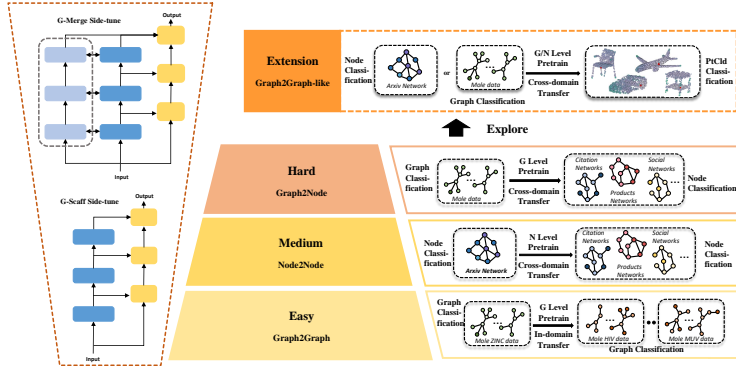 G-Merge Side-tune
Output
Input
G-Scaff Side-tune
Output
Input
Extension
Graph2Graph-like
Node
Classi-
fication
Arxiv Network
or
...
Mole data
Graph Classification
G/N Level
Pretrain
Cross-domain
Transfer
PtCld
Classi-
fication
Explore
Hard
Graph2Node
Graph
Classi-
fication
...
Mole data
G Level
Pretrain
Cross-domain
Transfer
Citation
Networks
Social
Networks
...
Products
Networks
Node
Classification
Medium
Node2Node
Node
Classi-
fication
Arxiv Network
N Level
Pretrain
Cross-domain
Transfer
Citation
Networks
Social
Networks
...
Products
Networks
Node
Classi-
fication
Easy
Graph2Graph
Graph
Classi-
fication
...
Mole ZINC data
G Level
Pretrain
In-domain
Transfer
...
Mole HIV data
...
Mole MUV data
Graph Classification